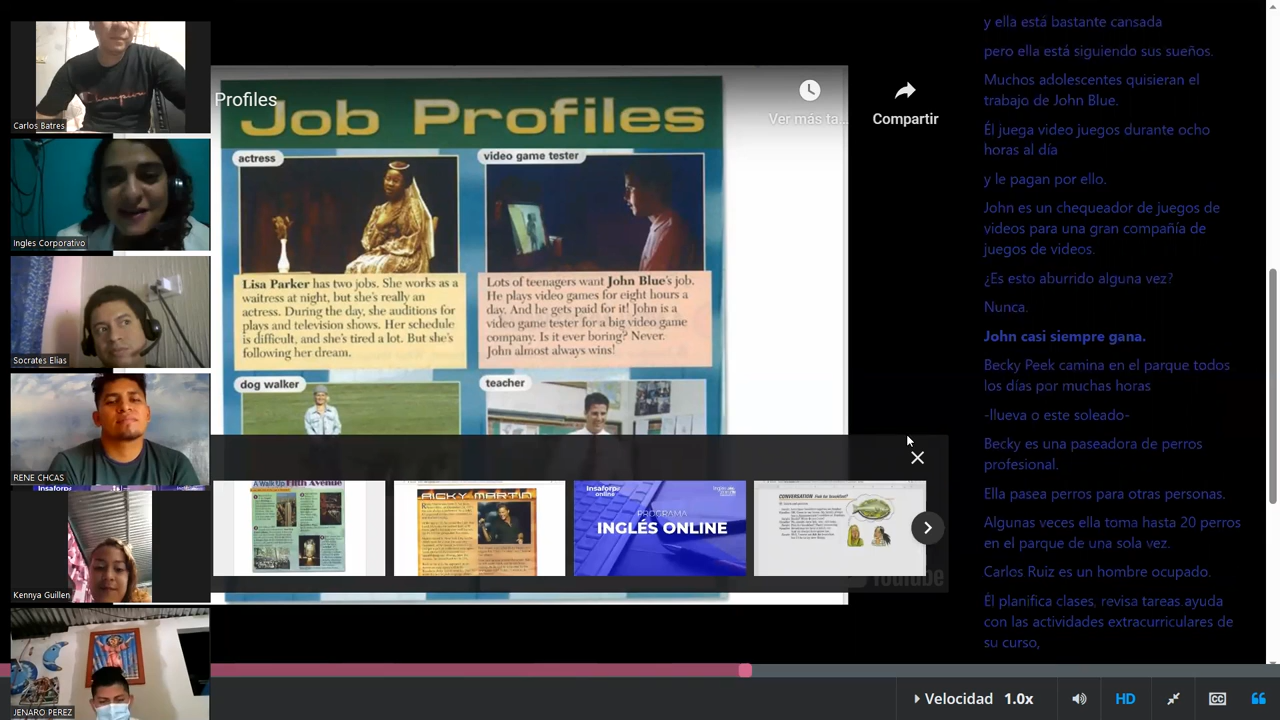 Carlos Batres
Ingles Corporativo
Socrates Elias
RENE CHCAS
Kennya Guillen
JENARO PEREZ
Profiles
Job Profiles
Ver más ta...
Compartir
actress
Lisa Parker has two jobs. She works as a
waitress at night, but she's really an
actress. During the day, she auditions for
plays and television shows. Her schedule
is difficult, and she's tired a lot. But she's
following her dream.
video game tester
Lots of teenagers want John Blue's job.
He plays video games for eight hours a
day. And he gets paid for it! John is a
video game tester for a big video game
company. Is it ever boring? Never.
John almost always wins!
dog walker
teacher
A Walk Up Fifth Avenue
RICKY MARTIN
Insaforp
online
PROGRAMA
INGLÉS ONLINE
CONVERSATION
YouTube
y ella está bastante cansada
pero ella está siguiendo sus sueños.
Muchos adolescentes quisieran el
trabajo de John Blue.
Él juega video juegos durante ocho
horas al día
y le pagan por ello.
John es un chequeador de juegos de
videos para una gran compañía de
juegos de videos.
¿Es esto aburrido alguna vez?
Nunca.
John casi siempre gana.
Becky Peek camina en el parque todos
los días por muchas horas
-llueva o este soleado-
Becky es una paseadora de perros
profesional.
Ella pasea perros para otras personas.
Algunas veces ella toma hasta 20 perros
en el parque de una sola vez.
Carlos Ruiz es un hombre ocupado.
Él planifica clases, revisa tareas ayuda
con las actividades extracurriculares de
su curso,
Velocidad 1.0x
HD
CC